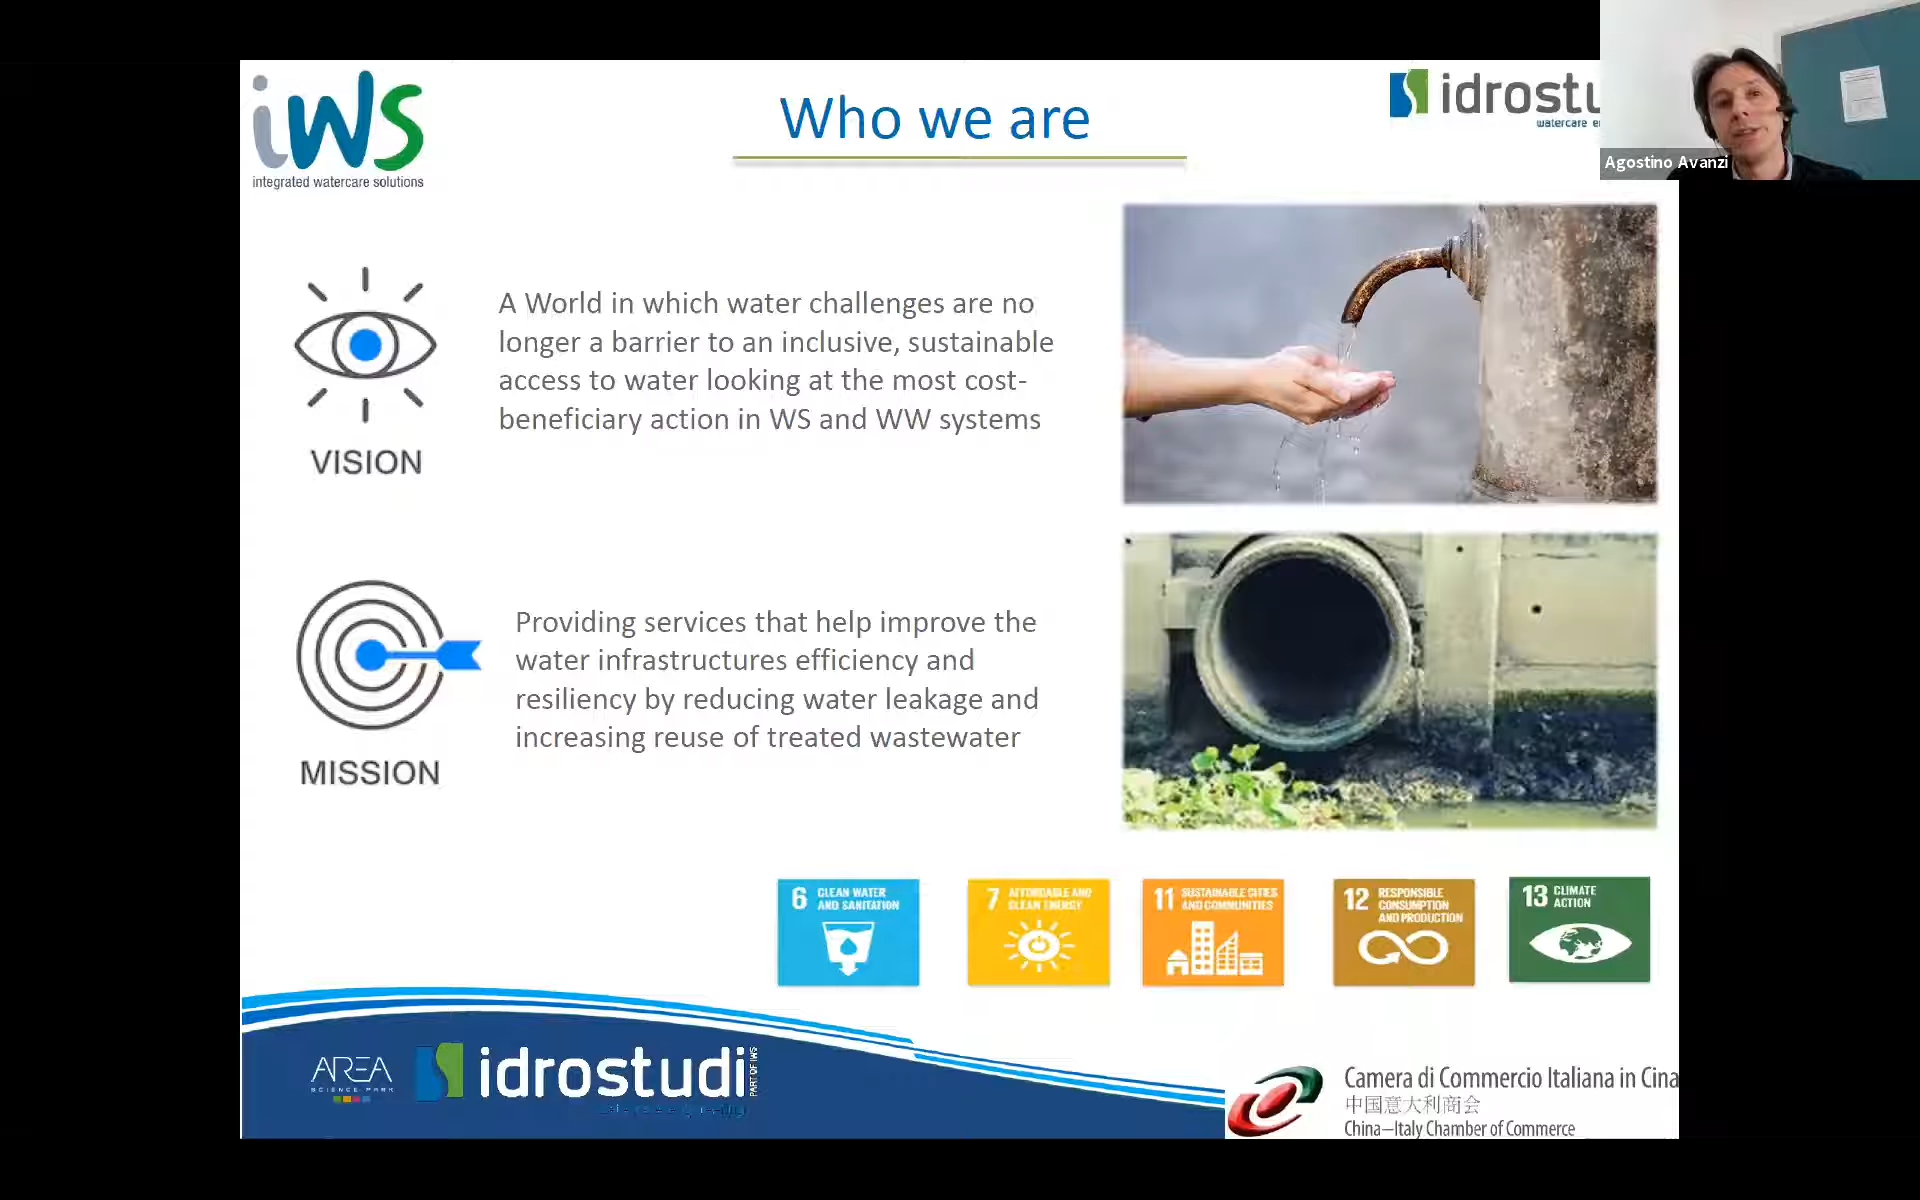 iWS
integrated watercare solutions
Who we are
idrostu
watercare
Agostino Avanzi
A World in which water challenges are no
longer a barrier to an inclusive, sustainable
access to water looking at the most cost-
beneficiary action in WS and WW systems
VISION
Providing services that help improve the
water infrastructures efficiency and
resiliency by reducing water leakage and
increasing reuse of treated wastewater
MISSION
6 CLEAN WATER
AND SANITATION
7 AFFORDABLE AND
CLEAN ENERGY
11 SUSTAINABLE CITIES
AND COMMUNITIES
12 RESPONSIBLE
CONSUMPTION
AND PRODUCTION
13 CLIMATE
ACTION
AREA
SCIENCE PARK
idrostudi
PART OF IWS
Camera di Commercio Italiana in Cina
中国意大利商会
China–Italy Chamber of Commerce